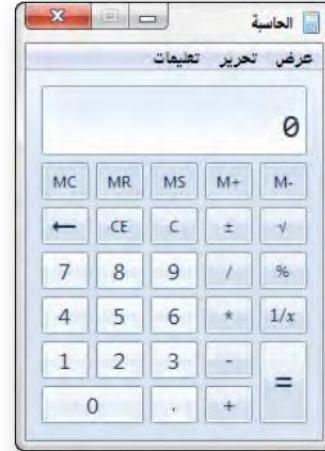 الحاسبة
عرض تحرير تعليمات
0
MC MR MS M+ M-
← CE C ± √
7 8 9 / %
4 5 6 * 1/x
1 2 3 - =
0 . +